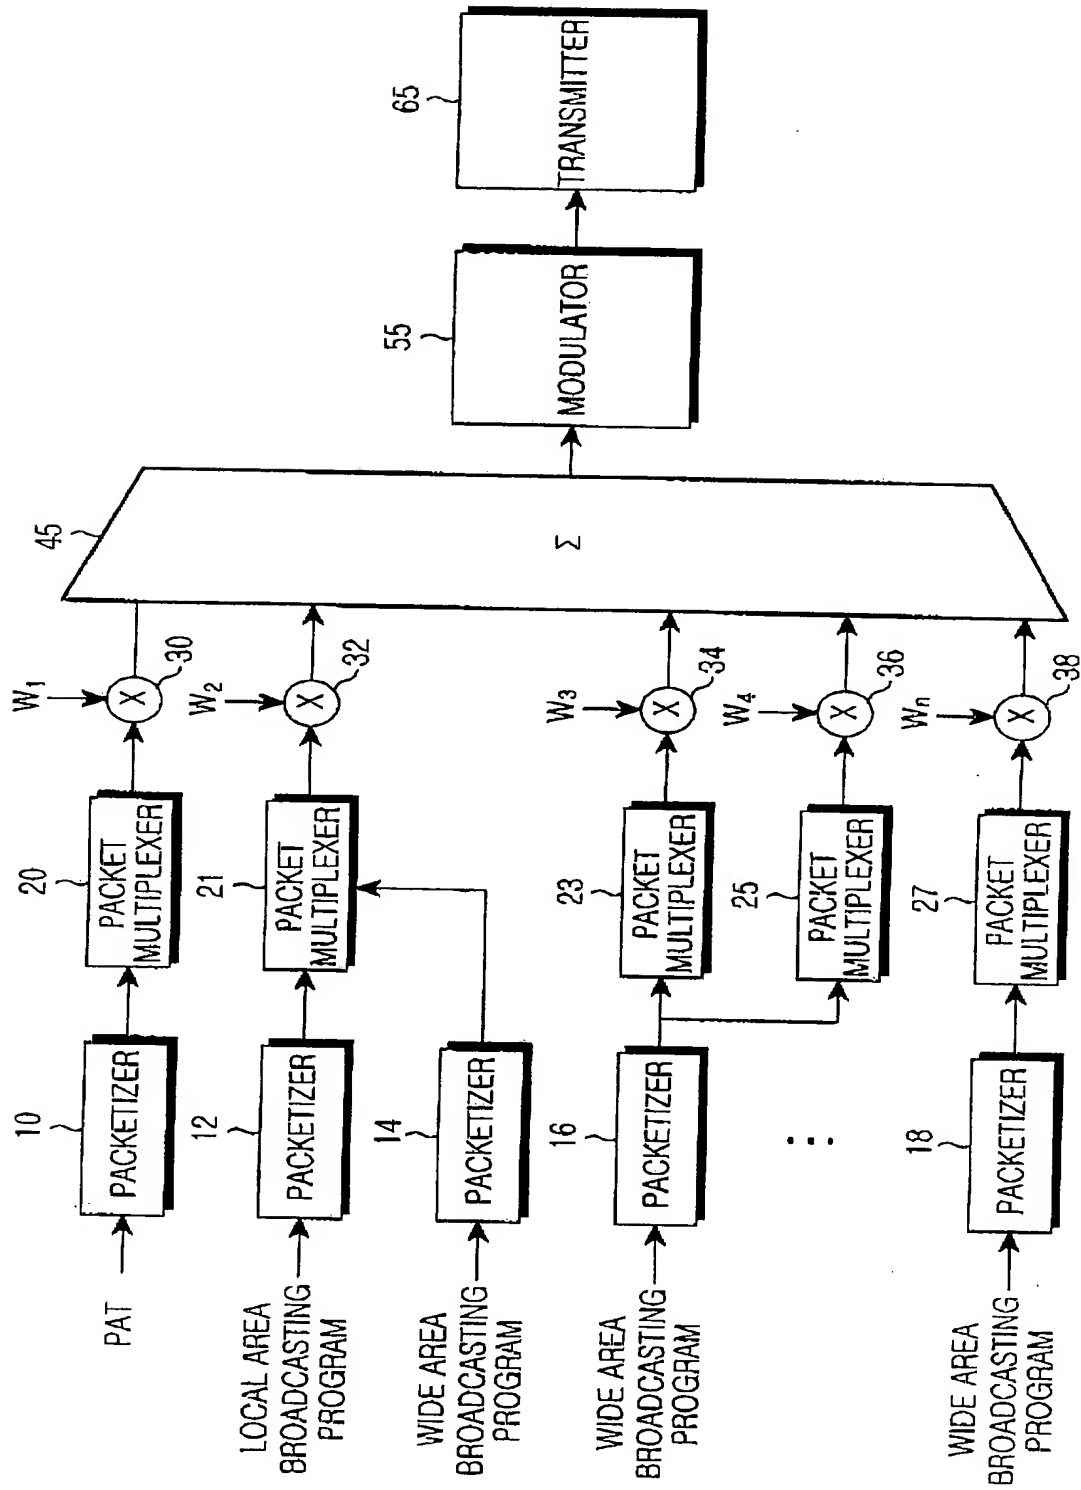 PAT
10
PACKETIZER
20
PACKET
MULTIPLEXER
W1
X
30
LOCAL AREA
BROADCASTING
PROGRAM
12
PACKETIZER
21
PACKET
MULTIPLEXER
W2
X
32
WIDE AREA
BROADCASTING
PROGRAM
14
PACKETIZER
WIDE AREA
BROADCASTING
PROGRAM
16
PACKETIZER
23
PACKET
MULTIPLEXER
W3
X
34
25
PACKET
MULTIPLEXER
W4
X
36
...
WIDE AREA
BROADCASTING
PROGRAM
18
PACKETIZER
27
PACKET
MULTIPLEXER
Wn
X
38
45
Σ
55
MODULATOR
65
TRANSMITTER